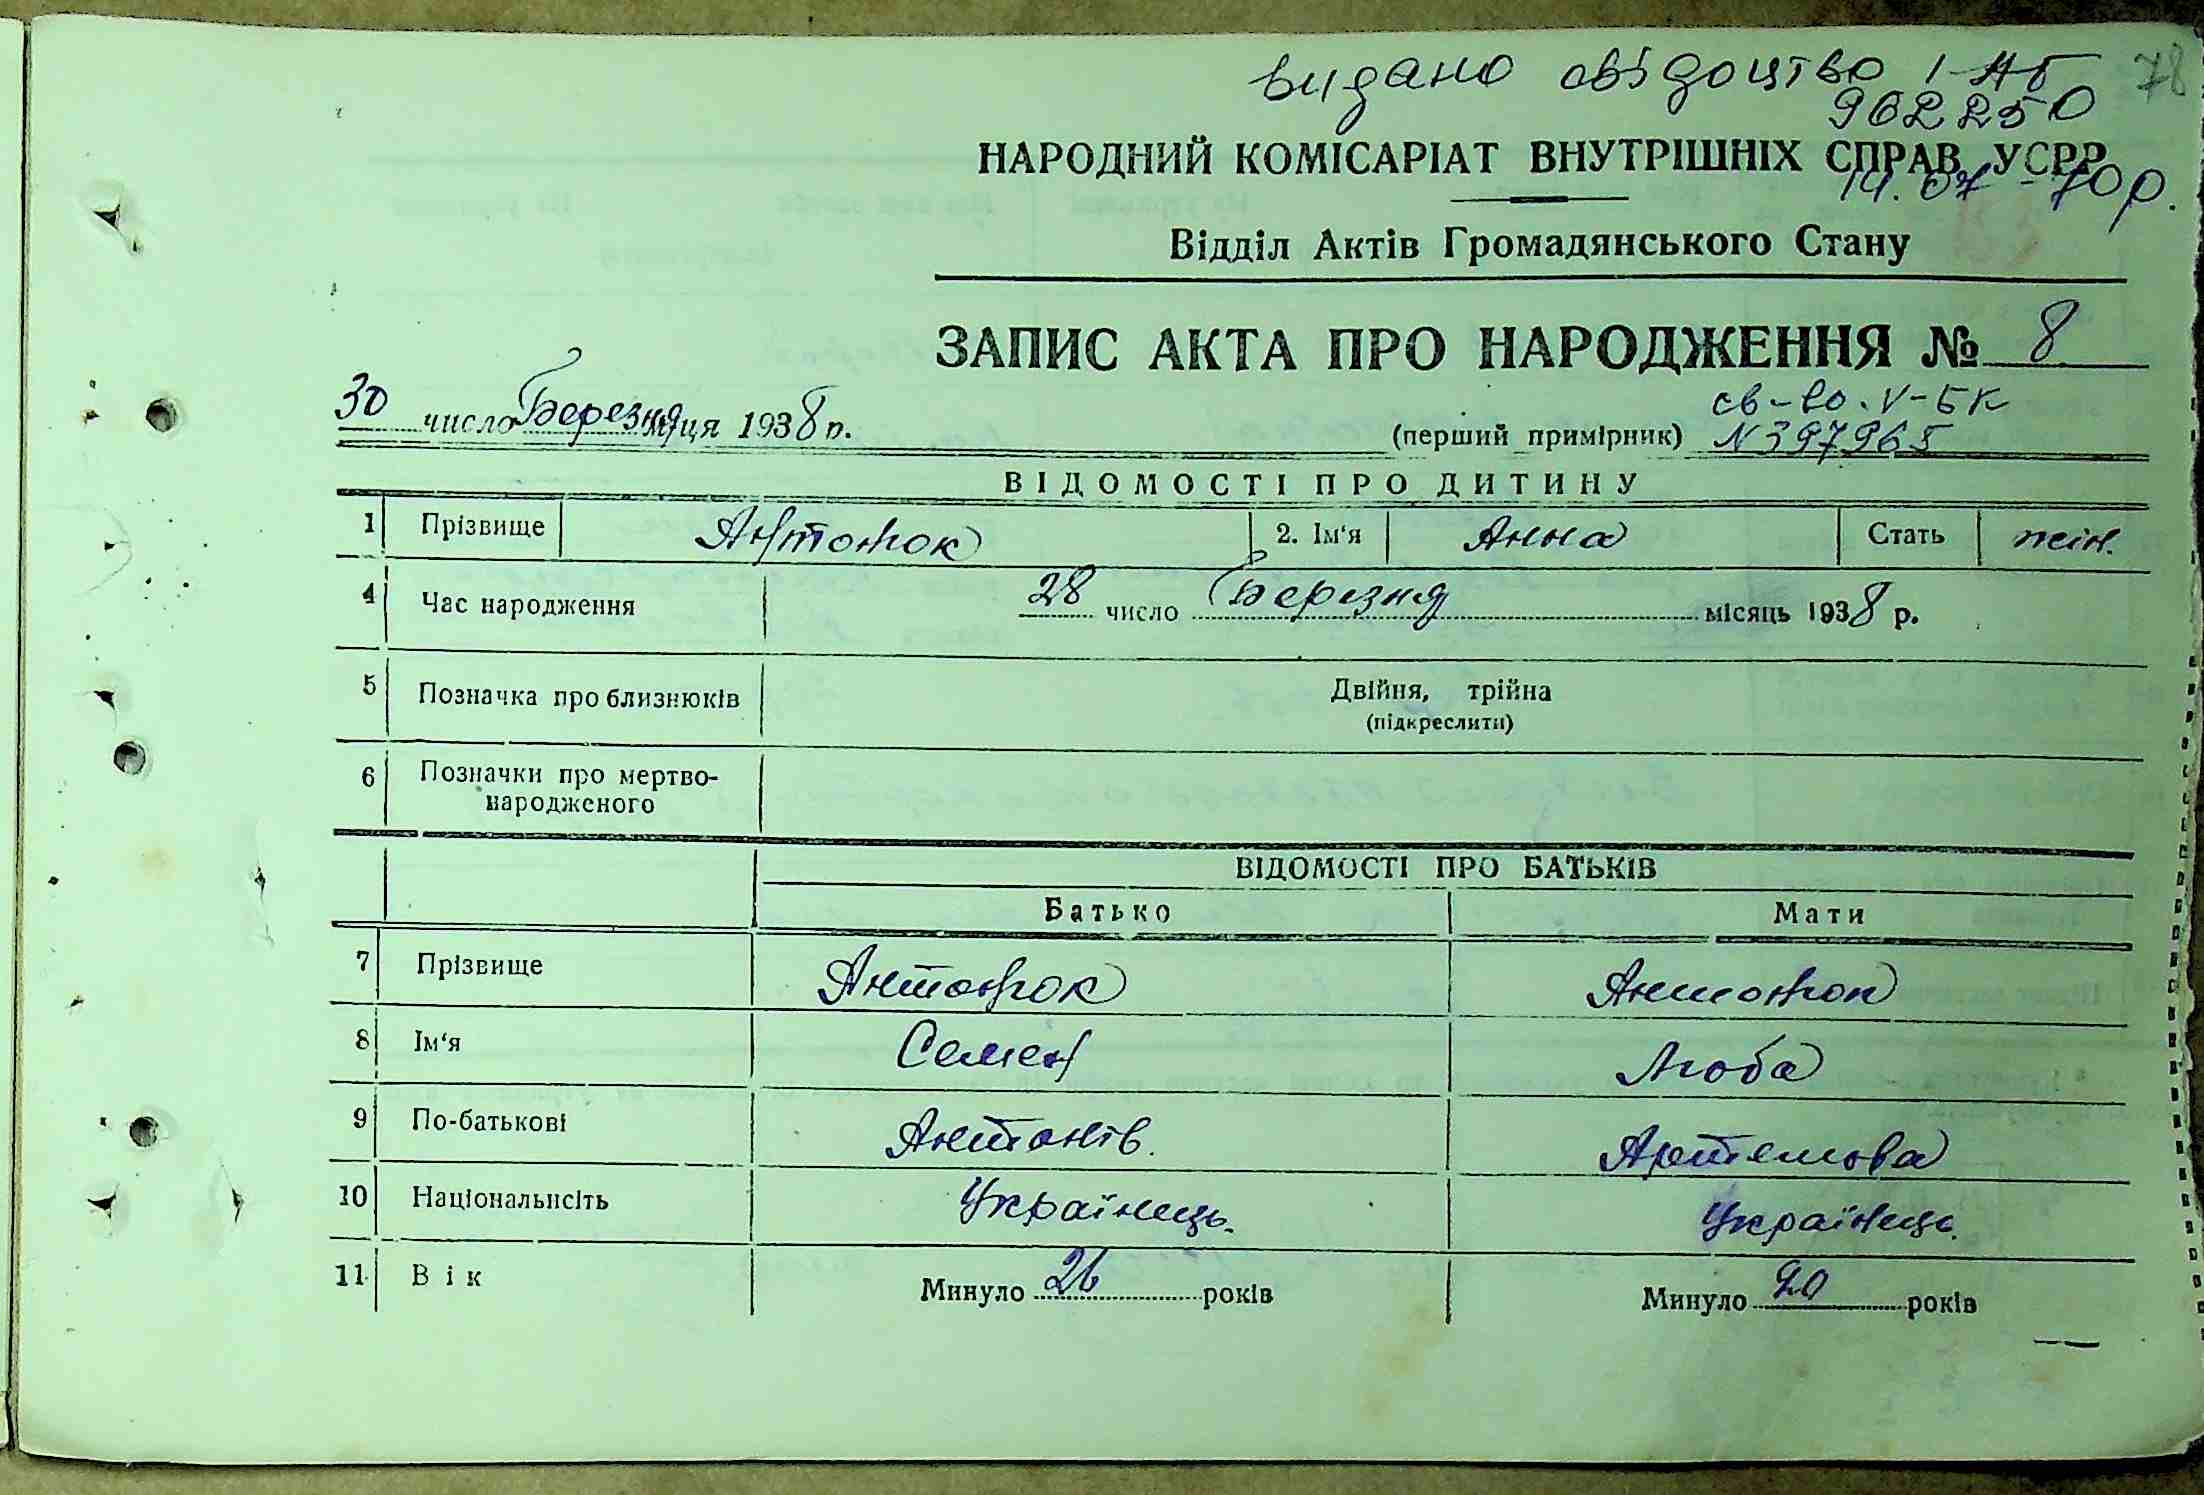 видано свідоцтво І-АБ 78
962250
НАРОДНИЙ КОМІСАРІАТ ВНУТРІШНІХ СПРАВ УСРР
14.07-70р.
Відділ Актів Громадянського Стану
ЗАПИС АКТА ПРО НАРОДЖЕННЯ № 8
30 число Березня м-ця 1938 р.
св-во. V-БК
(перший примірник) N 397965
ВІДОМОСТІ ПРО ДИТИНУ
1 Прізвище Антонюк 2. Ім'я Анна Стать жін.
4 Час народження 28 число Березня місяць 1938 р.
5 Позначка про близнюків Двійня, трійна
(підкреслити)
6 Позначки про мертво-
народженого
ВІДОМОСТІ ПРО БАТЬКІВ
Батько Мати
7 Прізвище Антонюк Антонюк
8 Ім'я Семен Люба
9 По-батькові Антонів. Артемова
10 Національність Українець. Українець.
11 Вік Минуло 26 років Минуло 20 років